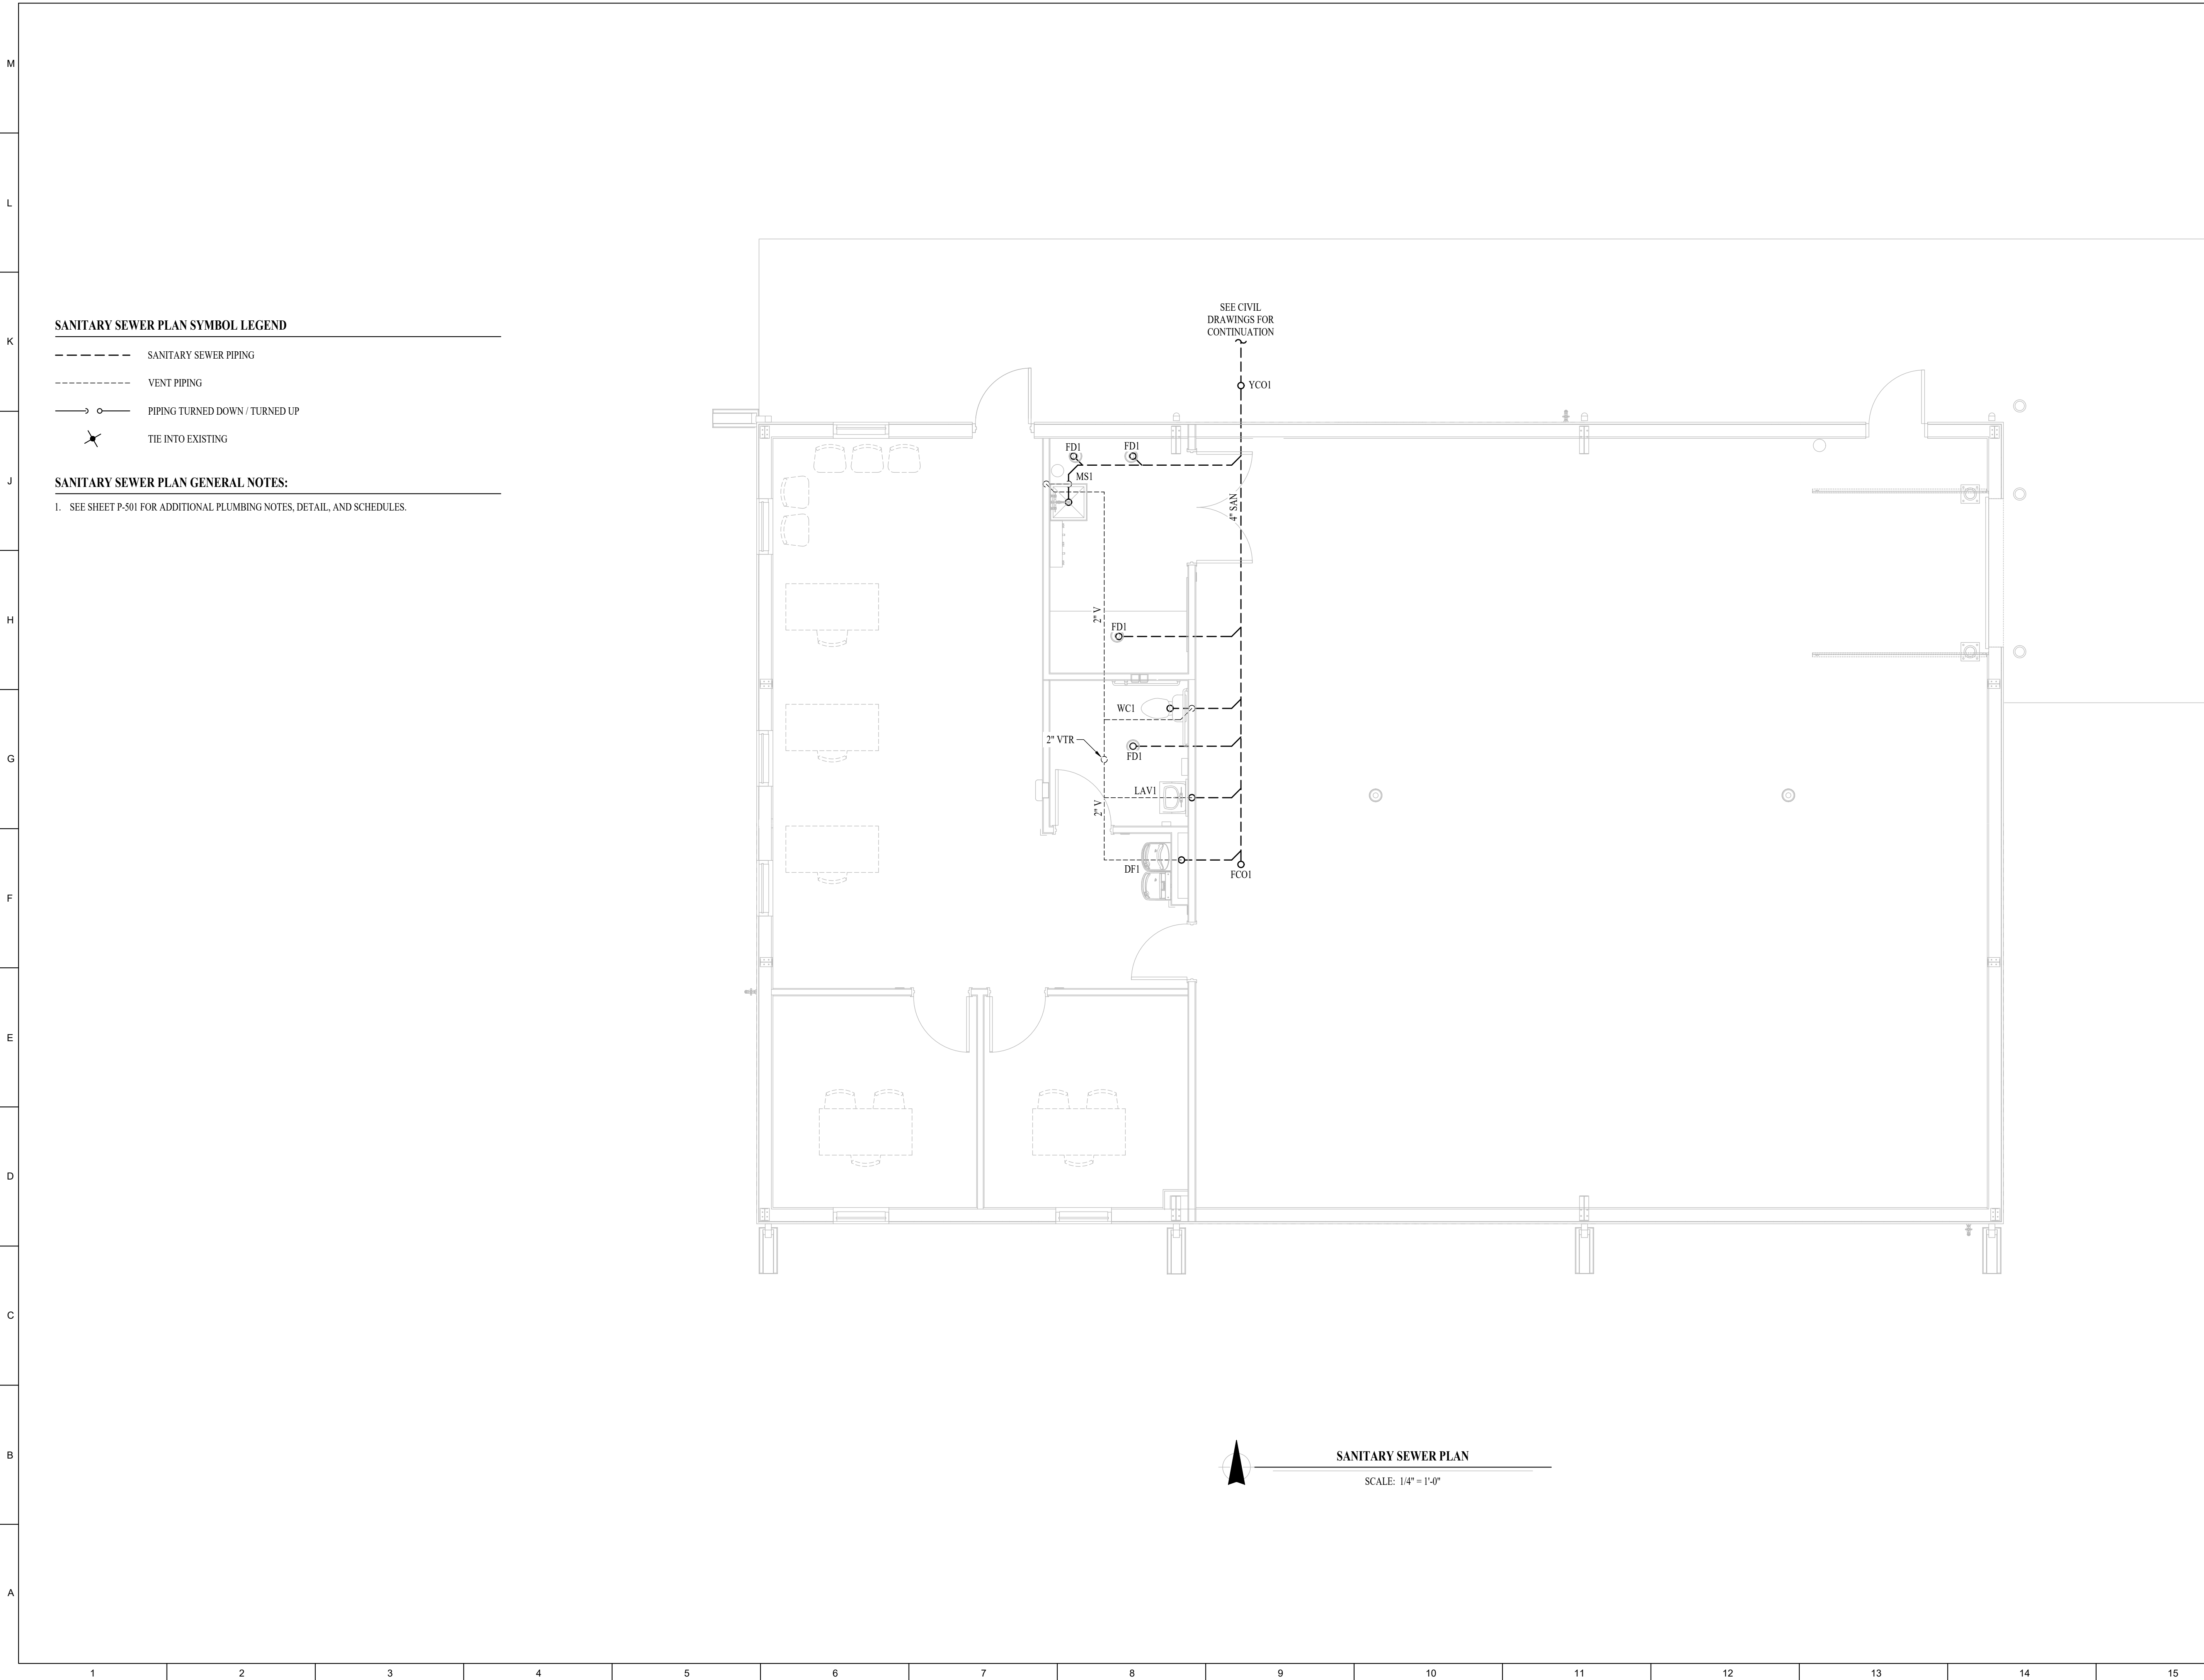 M
L
K
J
H
G
F
E
D
C
B
A
SANITARY SEWER PLAN SYMBOL LEGEND
SANITARY SEWER PIPING
VENT PIPING
PIPING TURNED DOWN / TURNED UP
TIE INTO EXISTING
SANITARY SEWER PLAN GENERAL NOTES:
1. SEE SHEET P-501 FOR ADDITIONAL PLUMBING NOTES, DETAIL, AND SCHEDULES.
SEE CIVIL
DRAWINGS FOR
CONTINUATION
YCO1
FD1
FD1
MS1
4" SAN
2" V
FD1
WC1
2" VTR
FD1
LAV1
2" V
DF1
FCO1
SANITARY SEWER PLAN
SCALE: 1/4" = 1'-0"
1
2
3
4
5
6
7
8
9
10
11
12
13
14
15